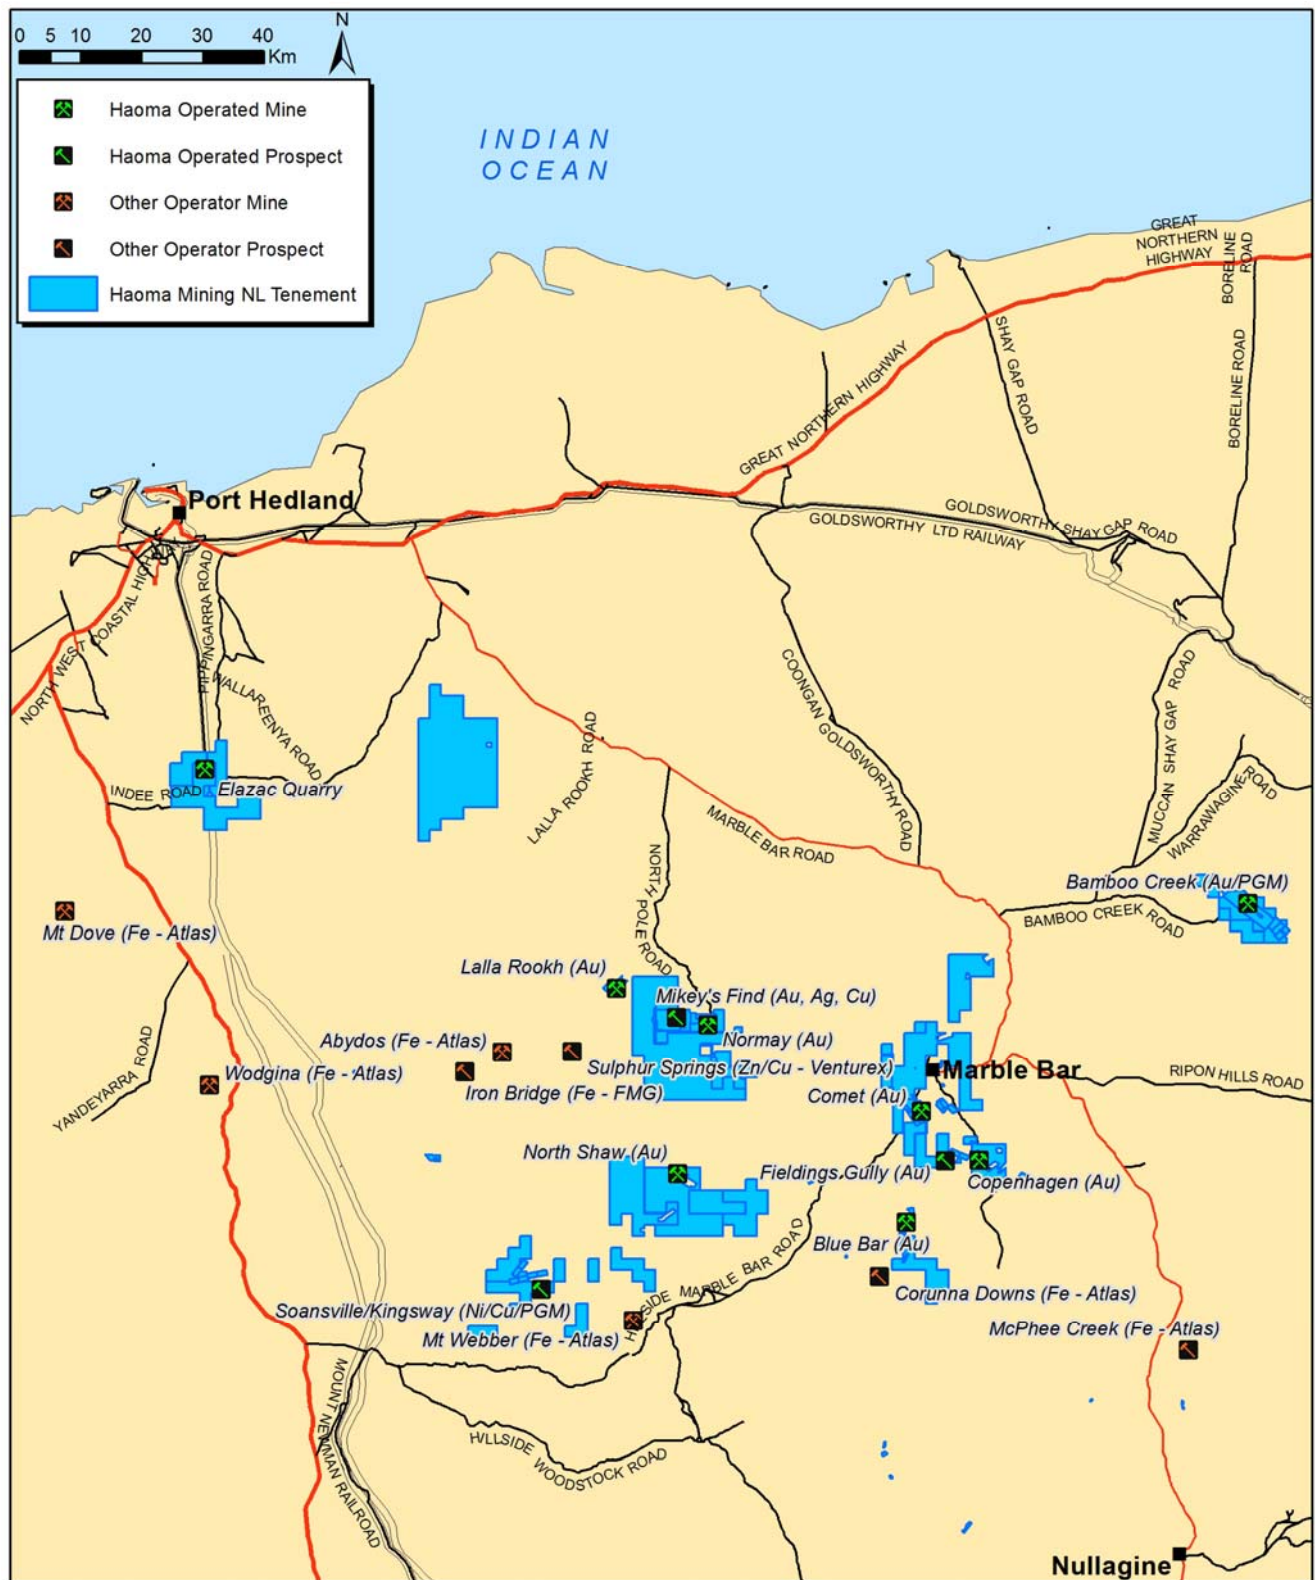 N
0 5 10 20 30 40
Km
Haoma Operated Mine
Haoma Operated Prospect
Other Operator Mine
Other Operator Prospect
Haoma Mining NL Tenement
INDIAN
OCEAN
GREAT
NORTHERN
HIGHWAY
BORELINE
ROAD
SHAY GAP ROAD
BORELINE ROAD
GREAT NORTHERN HIGHWAY
Port Hedland
GOLDSWORTHY SHAY GAP ROAD
GOLDSWORTHY LTD RAILWAY
NORTH WEST COASTAL HIGHWAY
PIPPINGARRA ROAD
WALLAREENYA ROAD
COONGAN GOLDSWORTHY ROAD
MUCCAN SHAY GAP ROAD
WARRAWAGINE ROAD
LALLA ROOKH ROAD
INDEE ROAD
Elazac Quarry
MARBLE BAR ROAD
NORTH POLE ROAD
Bamboo Creek (Au/PGM)
BAMBOO CREEK ROAD
Mt Dove (Fe - Atlas)
Lalla Rookh (Au)
Mikey's Find (Au, Ag, Cu)
Normay (Au)
Abydos (Fe - Atlas)
Sulphur Springs (Zn/Cu - Venturex)
Marble Bar
RIPON HILLS ROAD
YANDEYARRA ROAD
Wodgina (Fe - Atlas)
Iron Bridge (Fe - FMG)
Comet (Au)
North Shaw (Au)
Fieldings Gully (Au)
Copenhagen (Au)
Blue Bar (Au)
HILLSIDE MARBLE BAR ROAD
Corunna Downs (Fe - Atlas)
Soansville/Kingsway (Ni/Cu/PGM)
Mt Webber (Fe - Atlas)
McPhee Creek (Fe - Atlas)
MOUNT NEWMAN RAILROAD
HILLSIDE WOODSTOCK ROAD
Nullagine